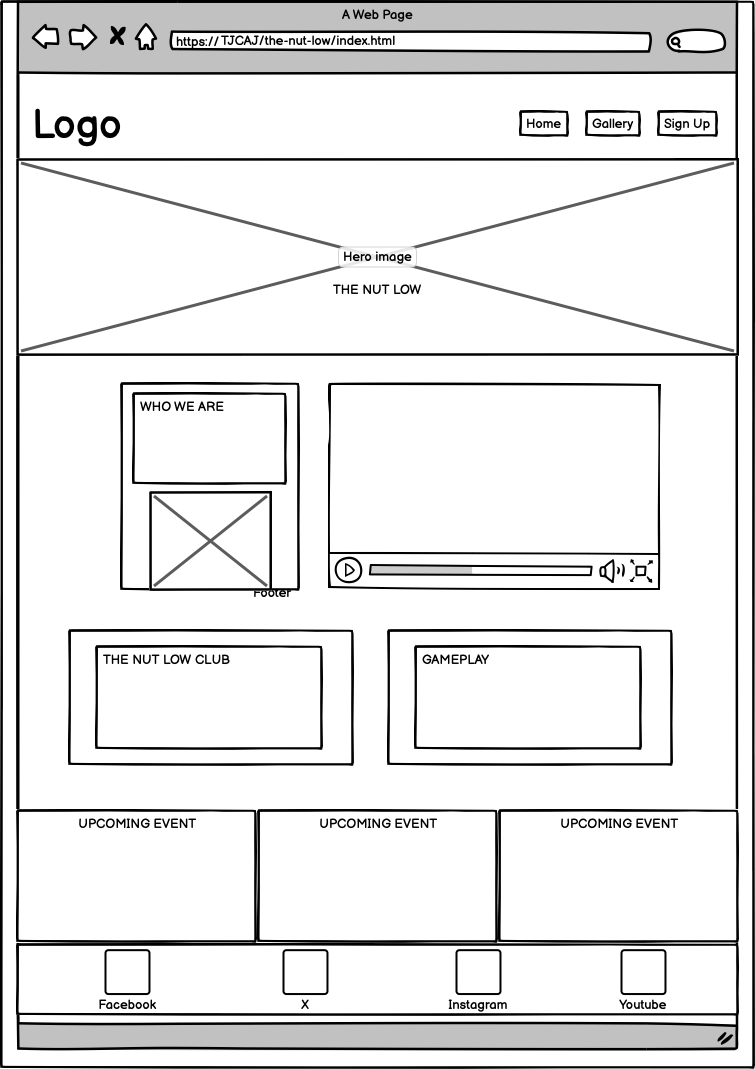 A Web Page
https:// TJCAJ/the-nut-low/index.html
Logo
Home Gallery Sign Up
Hero image
THE NUT LOW
WHO WE ARE
Footer
THE NUT LOW CLUB
GAMEPLAY
UPCOMING EVENT UPCOMING EVENT UPCOMING EVENT
Facebook X Instagram Youtube